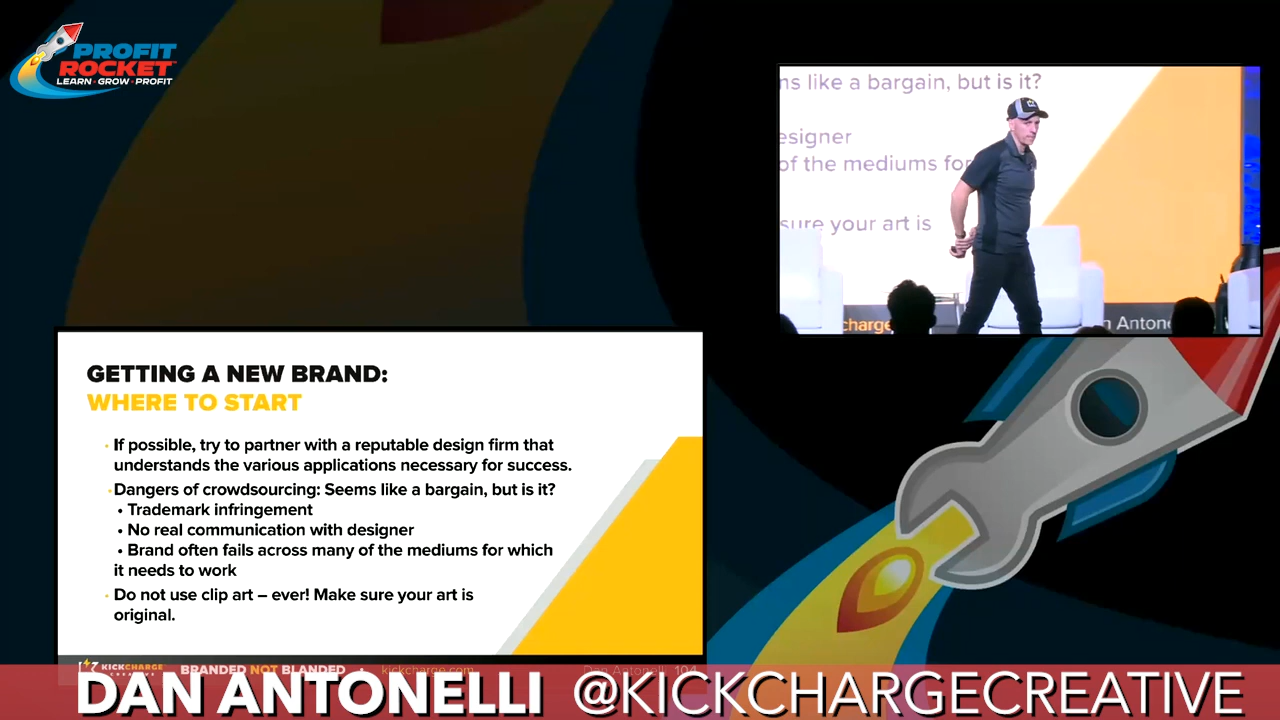 PROFIT
ROCKET
LEARN · GROW · PROFIT
ns like a bargain, but is it?
esigner
of the mediums for
sure your art is
charge
n Antone
GETTING A NEW BRAND:
WHERE TO START
· If possible, try to partner with a reputable design firm that
understands the various applications necessary for success.
· Dangers of crowdsourcing: Seems like a bargain, but is it?
• Trademark infringement
• No real communication with designer
• Brand often fails across many of the mediums for which
it needs to work
· Do not use clip art – ever! Make sure your art is
original.
KICKCHARGE
CREATIVE
BRANDED NOT BLANDED • kickcharge.com
Dan Antonelli 104
DAN ANTONELLI @KICKCHARGECREATIVE